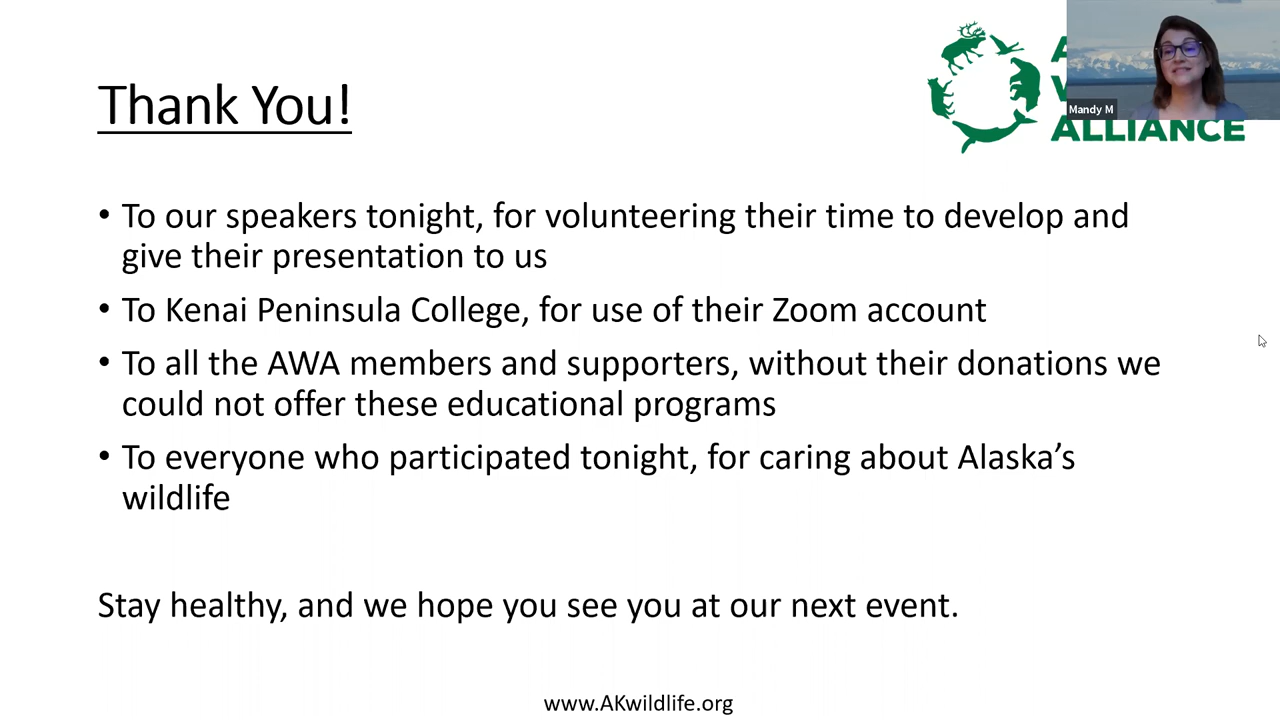 Thank You!
ALLIANCE
Mandy M
• To our speakers tonight, for volunteering their time to develop and
give their presentation to us
• To Kenai Peninsula College, for use of their Zoom account
• To all the AWA members and supporters, without their donations we
could not offer these educational programs
• To everyone who participated tonight, for caring about Alaska’s
wildlife
Stay healthy, and we hope you see you at our next event.
www.AKwildlife.org